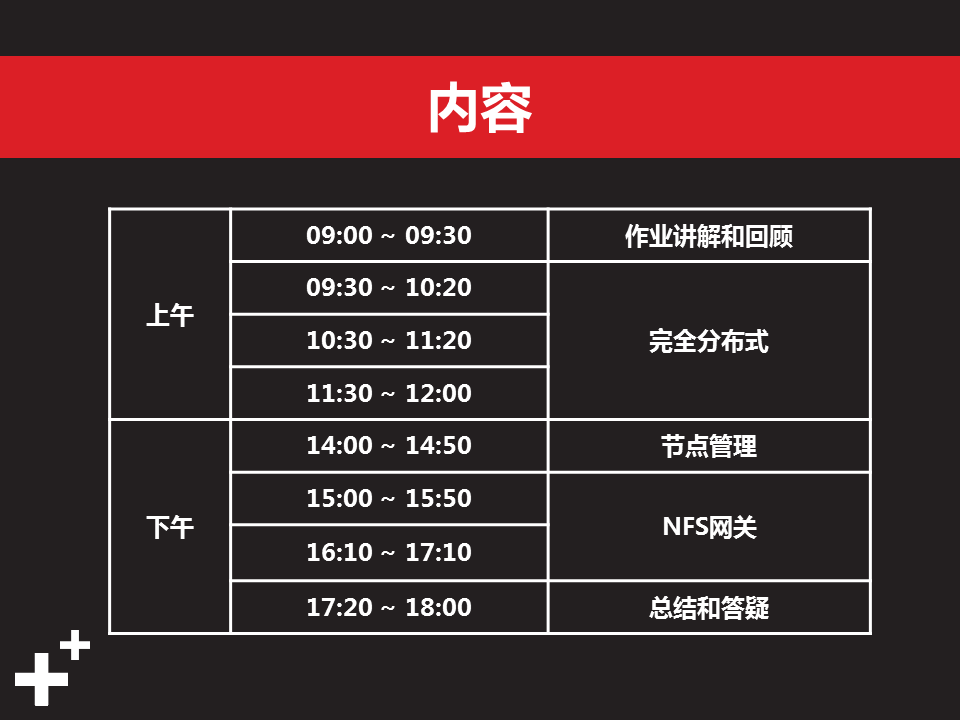 内容
上午
09:00 ~ 09:30
作业讲解和回顾
09:30 ~ 10:20
10:30 ~ 11:20
完全分布式
11:30 ~ 12:00
下午
14:00 ~ 14:50
节点管理
15:00 ~ 15:50
NFS网关
16:10 ~ 17:10
17:20 ~ 18:00
总结和答疑